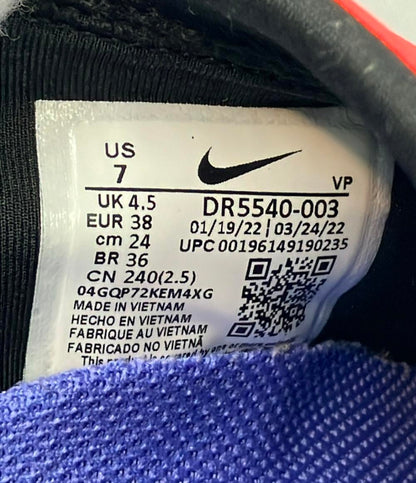 US
7
VP
UK 4.5
EUR 38
cm 24
BR 36
CN 240(2.5)
DR5540-003
01/19/22 | 03/24/22
UPC 00196149190235
04GQP72KEM4XG
MADE IN VIETNAM
HECHO EN VIETNAM
FABRIQUE AU VIETNAM
FABRICADO NO VIETNÃ
This product